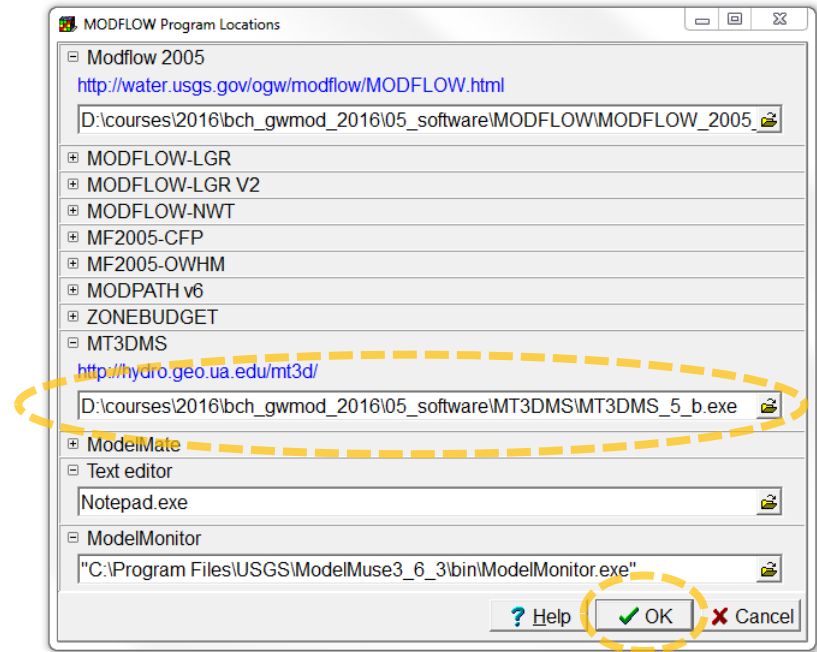 MODFLOW Program Locations
Modflow 2005
http://water.usgs.gov/ogw/modflow/MODFLOW.html
D:\courses\2016\bch_gwmod_2016\05_software\MODFLOW\MODFLOW_2005_
MODFLOW-LGR
MODFLOW-LGR V2
MODFLOW-NWT
MF2005-CFP
MF2005-OWHM
MODPATH v6
ZONEBUDGET
MT3DMS
http://hydro.geo.ua.edu/mt3d/
D:\courses\2016\bch_gwmod_2016\05_software\MT3DMS\MT3DMS_5_b.exe
ModelMate
Text editor
Notepad.exe
ModelMonitor
"C:\Program Files\USGS\ModelMuse3_6_3\bin\ModelMonitor.exe"
? Help OK Cancel